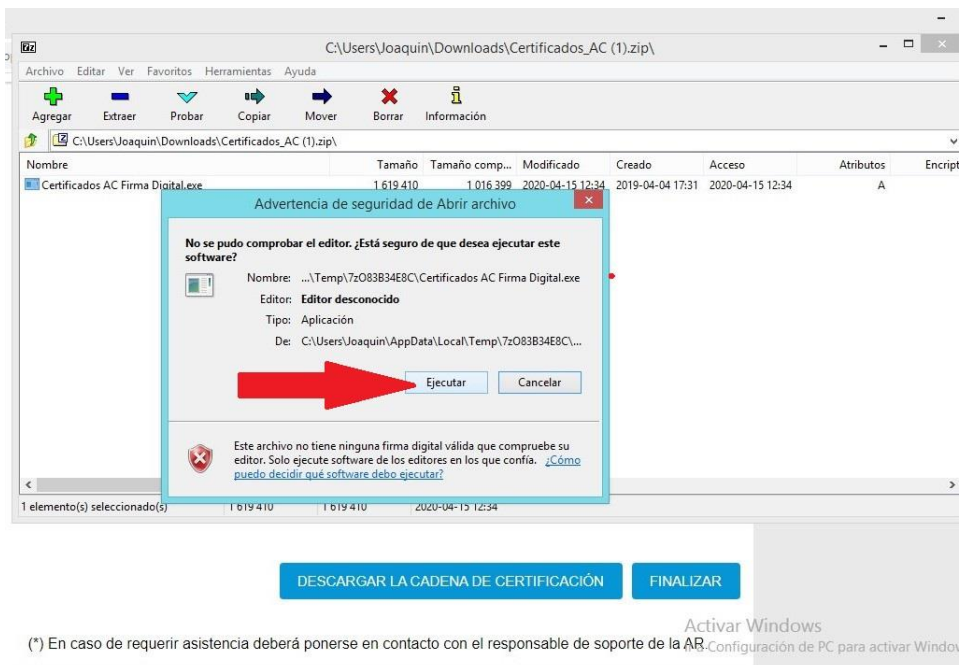 C:\Users\Joaquin\Downloads\Certificados_AC (1).zip\
Archivo Editar Ver Favoritos Herramientas Ayuda
Agregar Extraer Probar Copiar Mover Borrar Información
C:\Users\Joaquin\Downloads\Certificados_AC (1).zip\
Nombre Tamaño Tamaño comp... Modificado Creado Acceso Atributos Encript
Certificados AC Firma Digital.exe 1 619 410 1 016 399 2020-04-15 12:34 2019-04-04 17:31 2020-04-15 12:34 A
Advertencia de seguridad de Abrir archivo
No se pudo comprobar el editor. ¿Está seguro de que desea ejecutar este
software?
Nombre: ...\Temp\7zO83B34E8C\Certificados AC Firma Digital.exe
Editor: Editor desconocido
Tipo: Aplicación
De: C:\Users\Joaquin\AppData\Local\Temp\7zO83B34E8C\...
Ejecutar Cancelar
Este archivo no tiene ninguna firma digital válida que compruebe su
editor. Solo ejecute software de los editores en los que confía. ¿Cómo
puedo decidir qué software debo ejecutar?
1 elemento(s) seleccionado(s) 1 619 410 1 619 410 2020-04-15 12:34
DESCARGAR LA CADENA DE CERTIFICACIÓN FINALIZAR
Activar Windows
(*) En caso de requerir asistencia deberá ponerse en contacto con el responsable de soporte de la AR.
Configuración de PC para activar Window